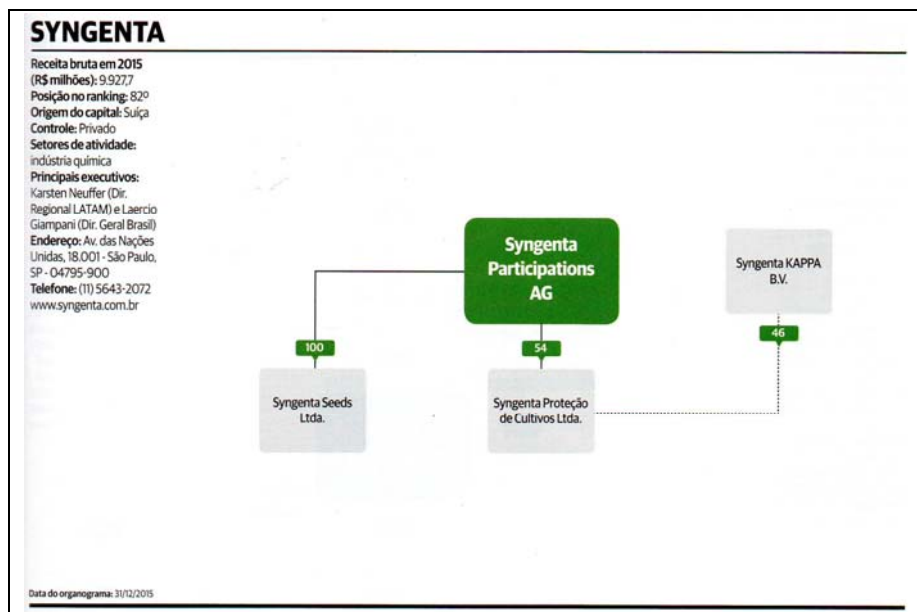 SYNGENTA
Receita bruta em 2015
(R$ milhões): 9.927,7
Posição no ranking: 82º
Origem do capital: Suíça
Controle: Privado
Setores de atividade:
indústria química
Principais executivos:
Karsten Neuffer (Dir.
Regional LATAM) e Laercio
Giampani (Dir. Geral Brasil)
Endereço: Av. das Nações
Unidas, 18.001 - São Paulo,
SP - 04795-900
Telefone: (11) 5643-2072
www.syngenta.com.br
Syngenta
Participations
AG
Syngenta KAPPA
B.V.
100
54
46
Syngenta Seeds
Ltda.
Syngenta Proteção
de Cultivos Ltda.
Data do organograma: 31/12/2015